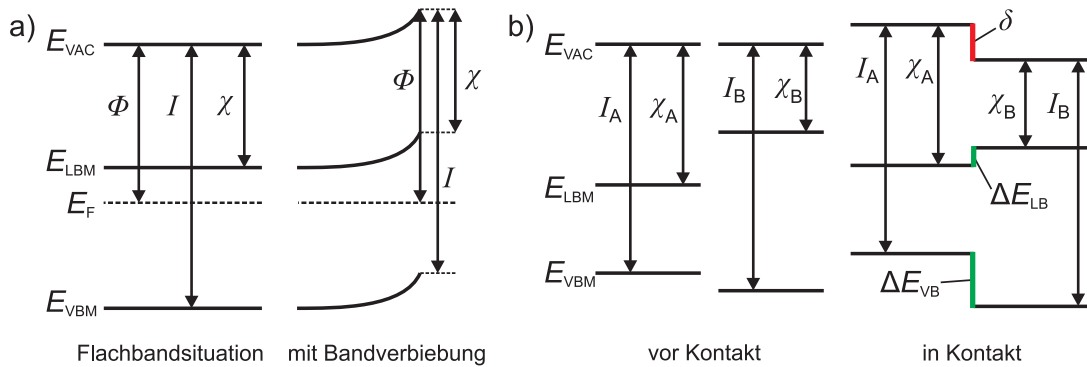 a)
E_VAC
Φ
I
χ
E_LBM
E_F
E_VBM
Flachbandsituation
Φ
χ
I
mit Bandverbiebung
b)
E_VAC
I_A
χ_A
I_B
χ_B
E_LBM
E_VBM
vor Kontakt
δ
I_A
χ_A
χ_B
I_B
ΔE_LB
ΔE_VB
in Kontakt